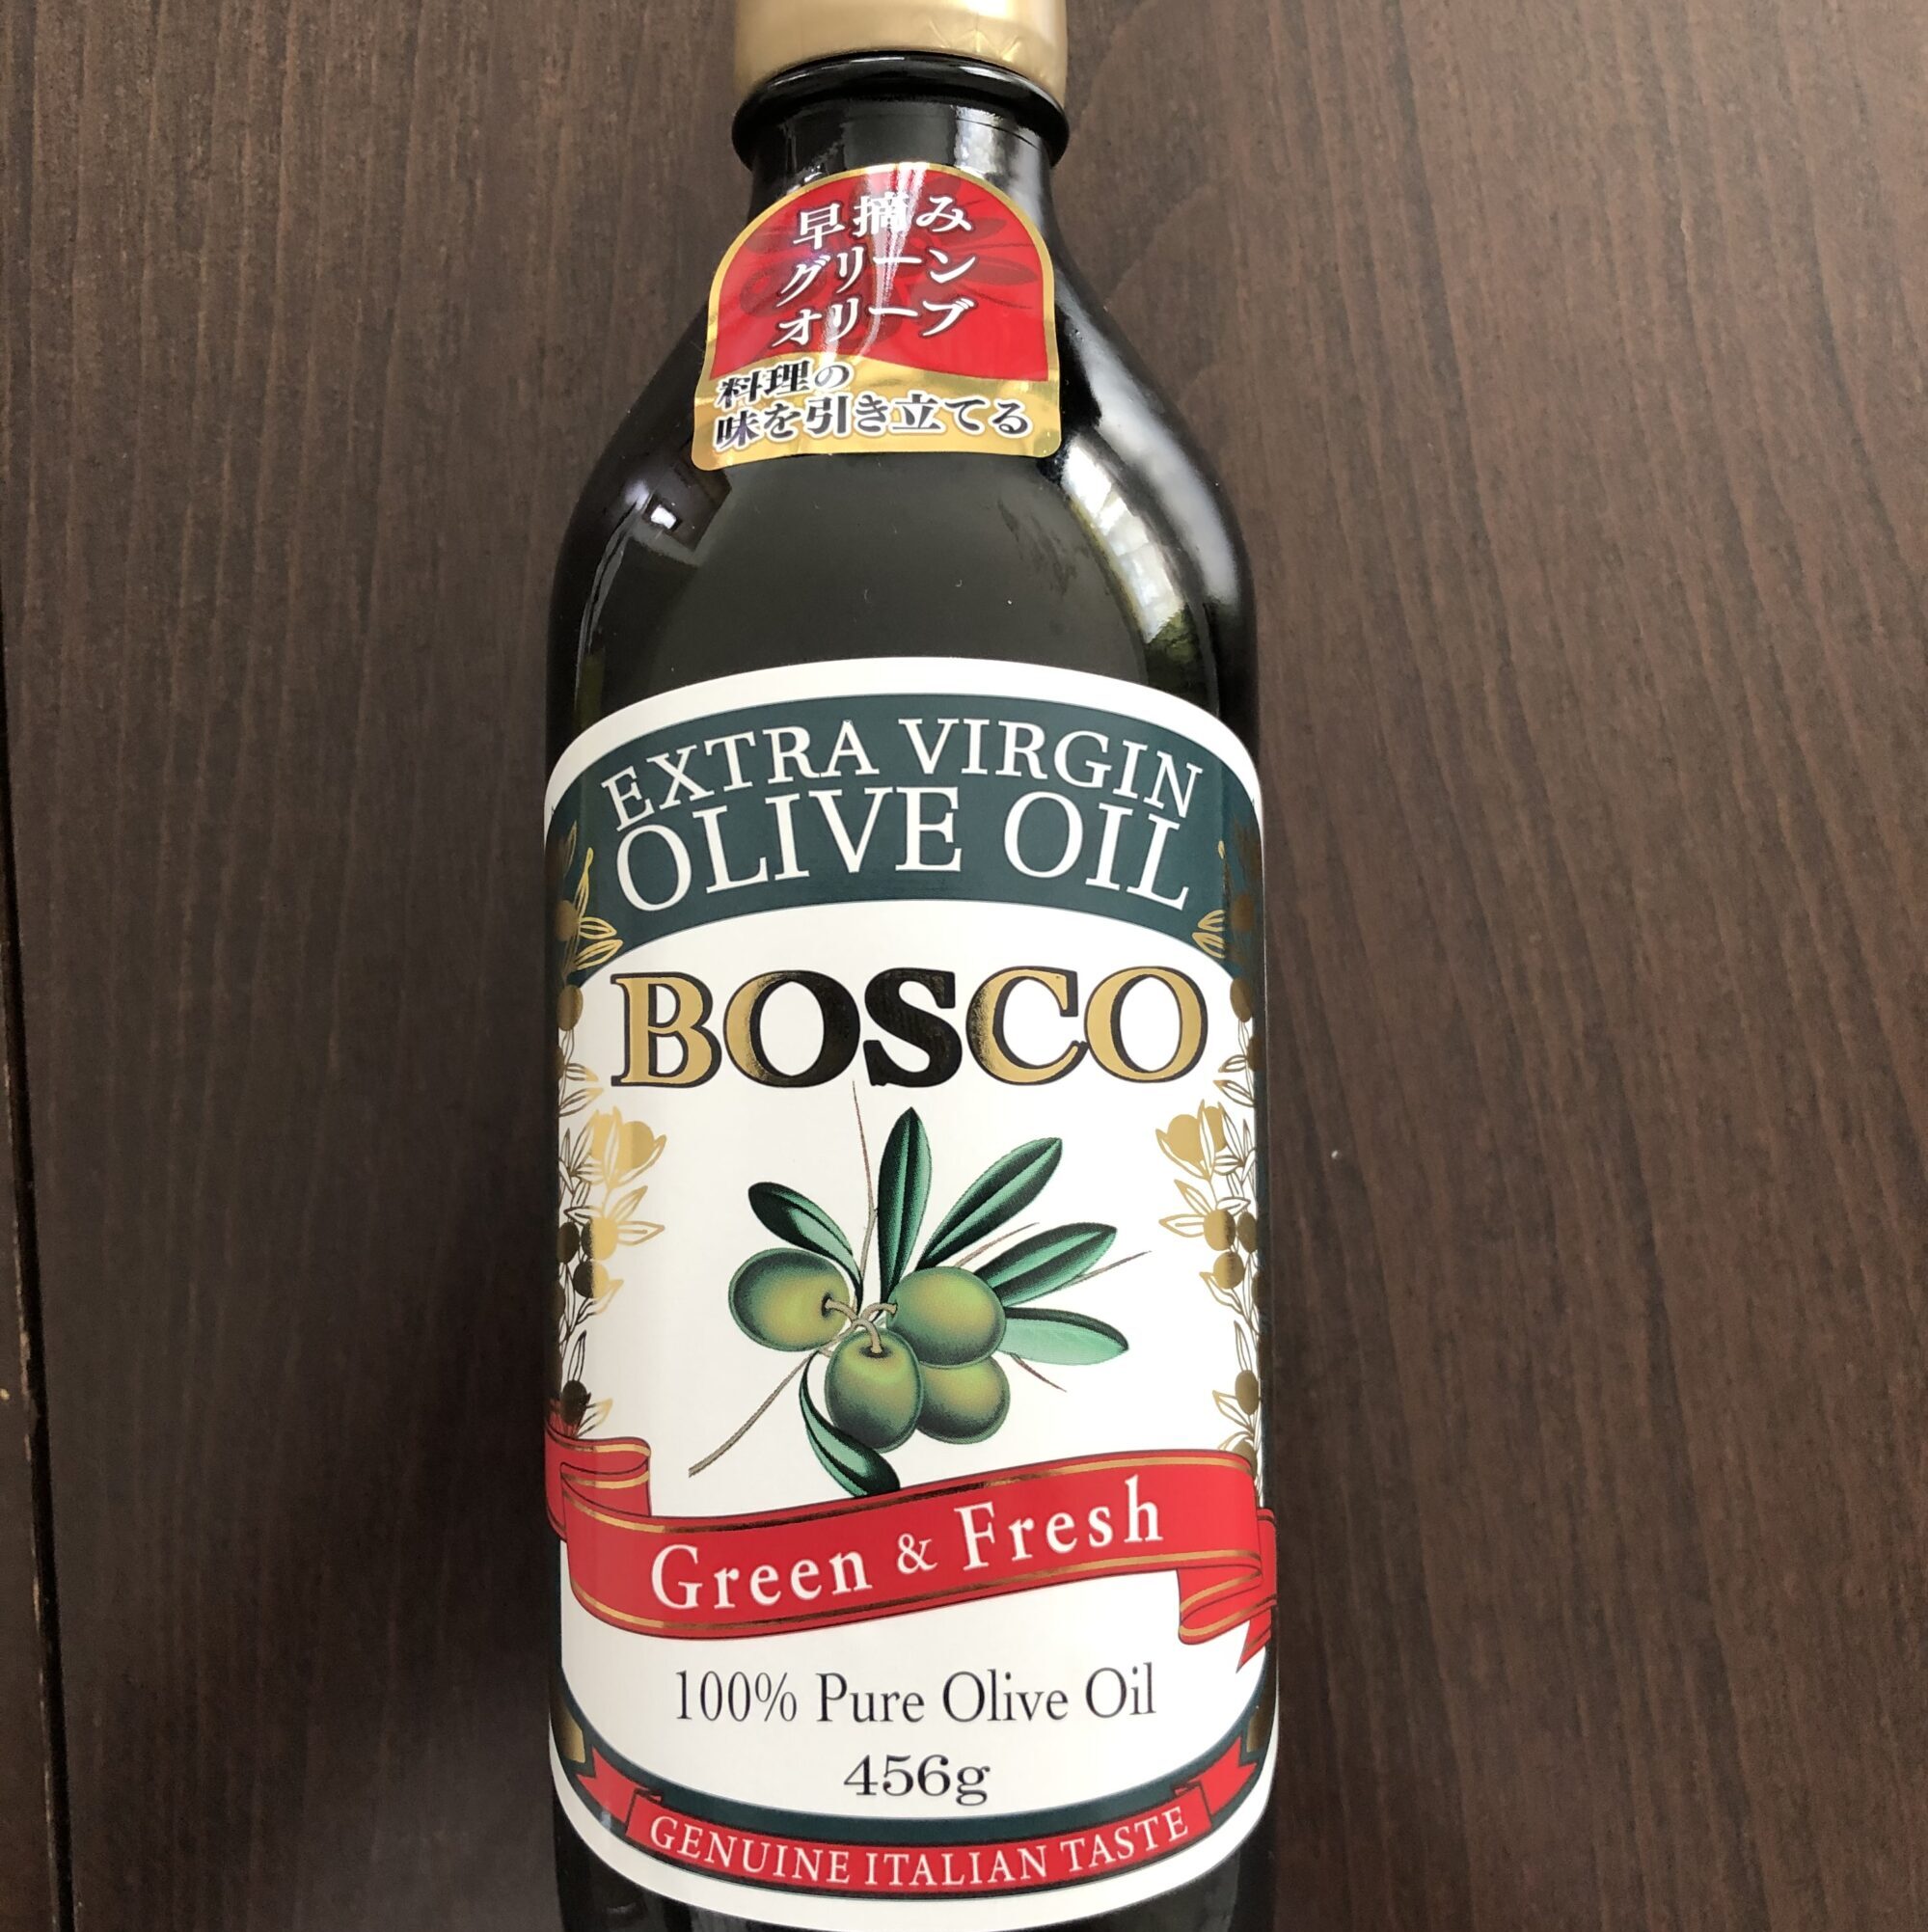 早摘み
グリーン
オリーブ
料理の
味を引き立てる
EXTRA VIRGIN
OLIVE OIL
BOSCO
Green & Fresh
100% Pure Olive Oil
456g
GENUINE ITALIAN TASTE